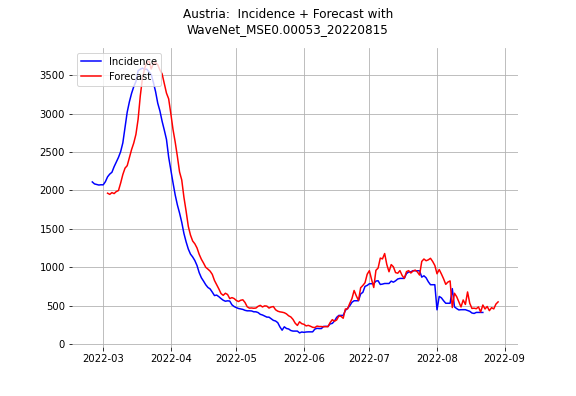 Austria:  Incidence + Forecast with
WaveNet_MSE0.00053_20220815
Incidence
Forecast
3500
3000
2500
2000
1500
1000
500
0
2022-03 2022-04 2022-05 2022-06 2022-07 2022-08 2022-09